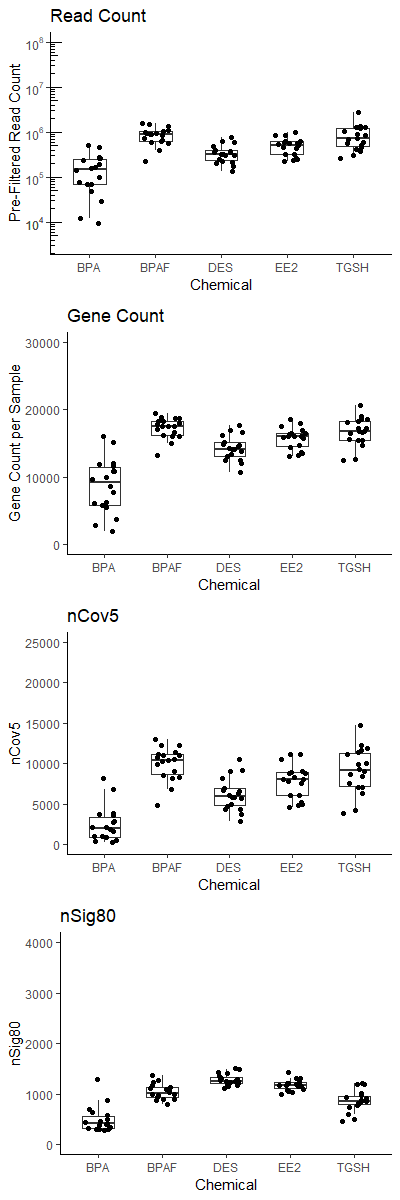 Read Count
Pre-Filtered Read Count
10^8
10^7
10^6
10^5
10^4
BPA BPAF DES EE2 TGSH
Chemical
Gene Count
Gene Count per Sample
30000
20000
10000
0
BPA BPAF DES EE2 TGSH
Chemical
nCov5
nCov5
25000
20000
15000
10000
5000
0
BPA BPAF DES EE2 TGSH
Chemical
nSig80
nSig80
4000
3000
2000
1000
0
BPA BPAF DES EE2 TGSH
Chemical